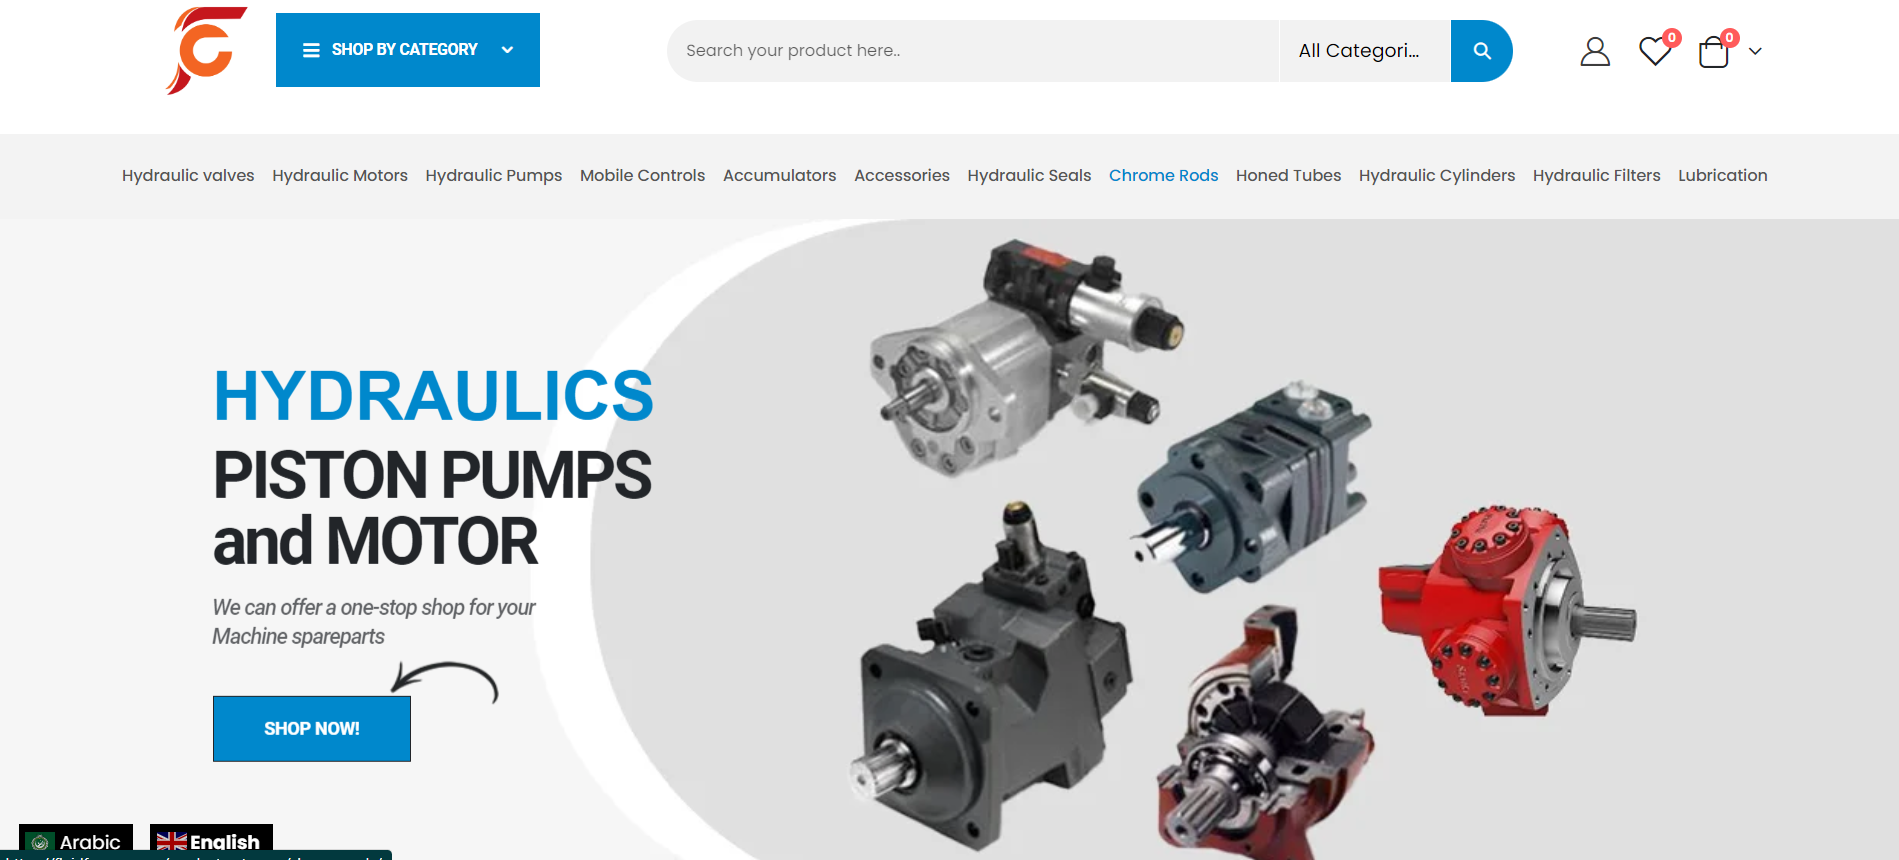 SHOP BY CATEGORY
Search your product here..
All Categori...
0
0
Hydraulic valves Hydraulic Motors Hydraulic Pumps Mobile Controls Accumulators Accessories Hydraulic Seals Chrome Rods Honed Tubes Hydraulic Cylinders Hydraulic Filters Lubrication
HYDRAULICS
PISTON PUMPS
and MOTOR
We can offer a one-stop shop for your
Machine spareparts
SHOP NOW!
Arabic
English